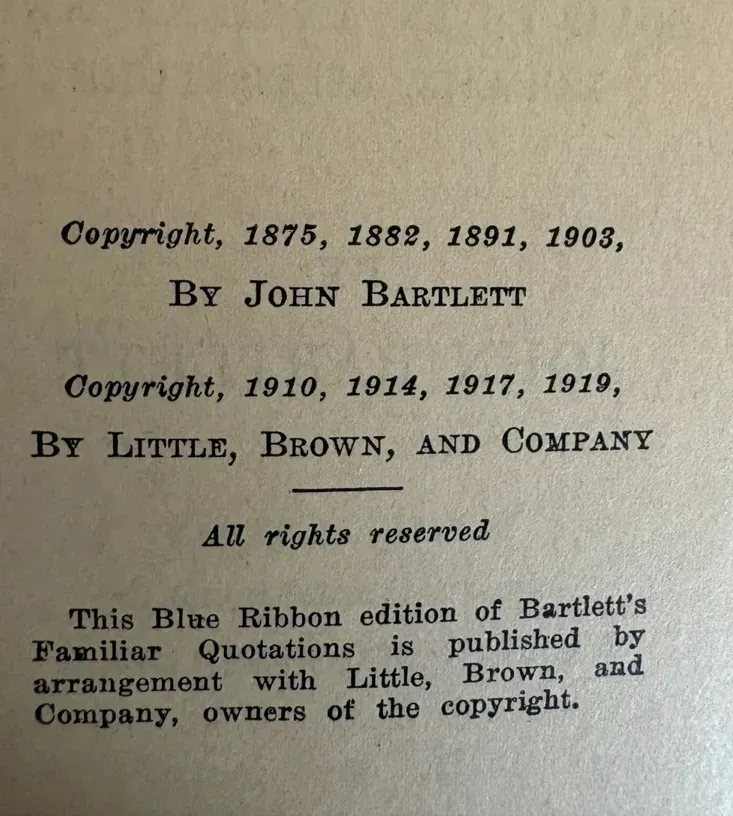 Copyright, 1875, 1882, 1891, 1903,
By John Bartlett
Copyright, 1910, 1914, 1917, 1919,
By Little, Brown, and Company
All rights reserved
This Blue Ribbon edition of Bartlett's
Familiar Quotations is published by
arrangement with Little, Brown, and
Company, owners of the copyright.